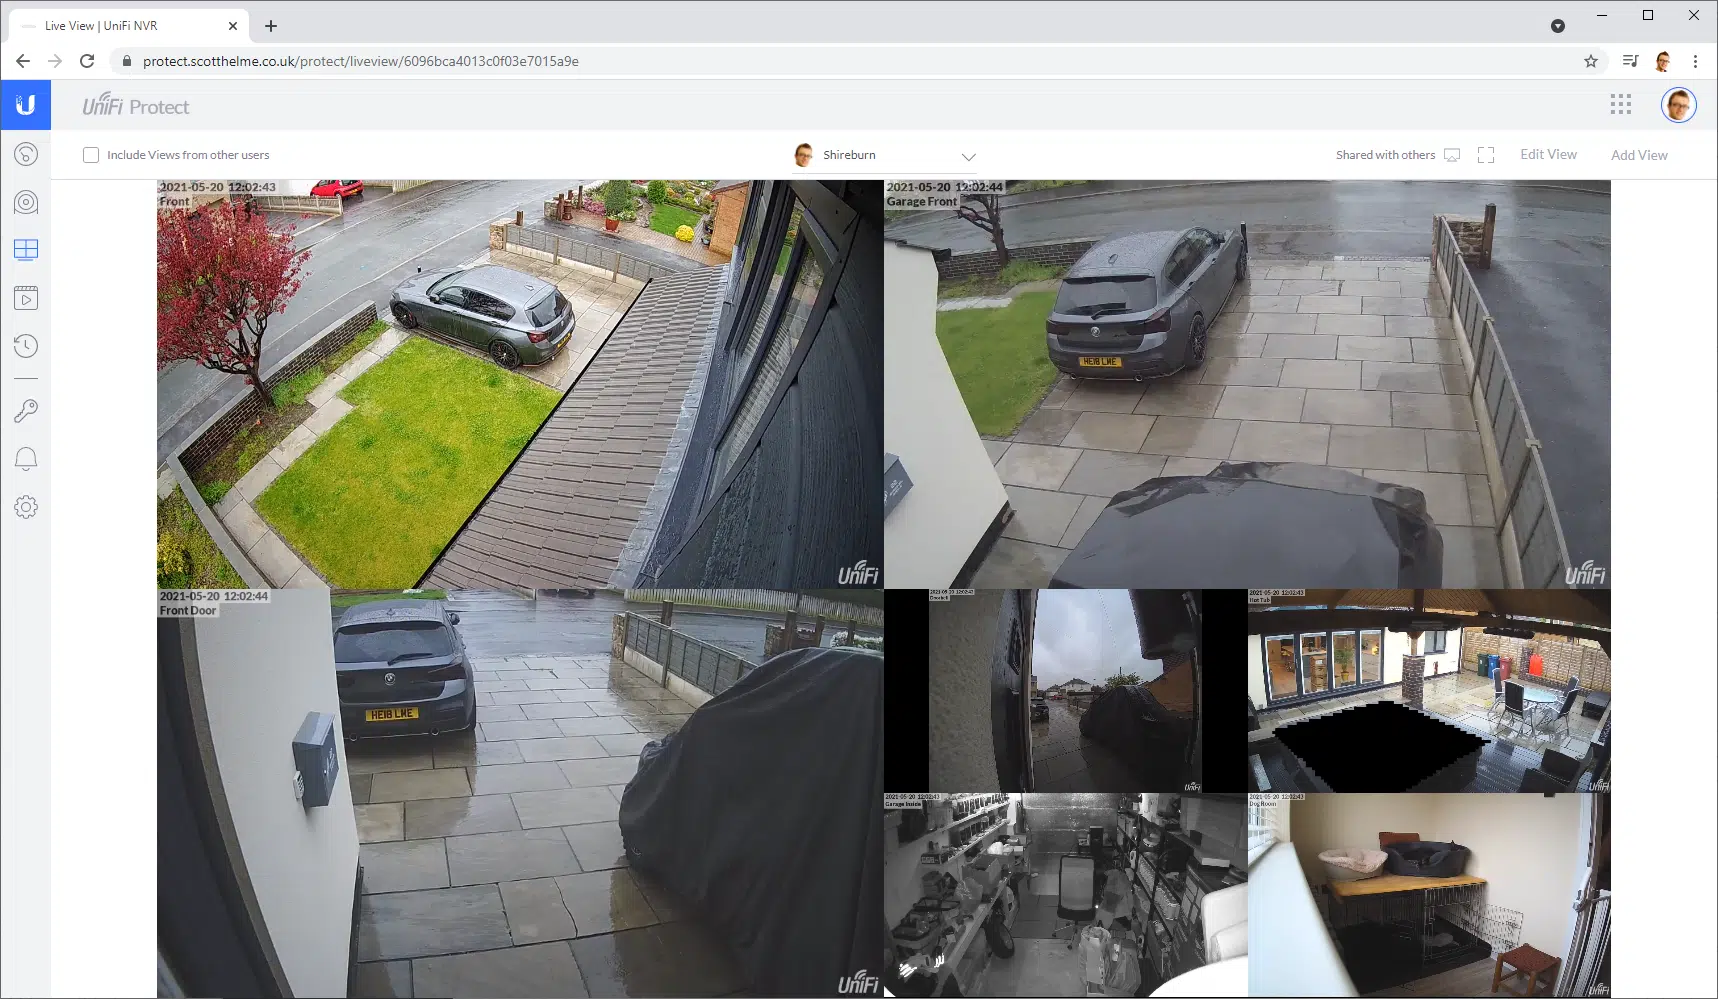 Live View | UniFi NVR
protect.scotthelme.co.uk/protect/liveview/6096bca4013c0f03e7015a9e
UniFi Protect
Include Views from other users
Shireburn
Shared with others
Edit View
Add View
2021-05-20 12:02:43
Front
UniFi
2021-05-20 12:02:44
Garage Front
HE18 LME
UniFi
2021-05-20 12:02:44
Front Door
HE18 LME
UniFi
2021-05-20 12:02:43
Doorbell
UniFi
2021-05-20 12:02:43
Hot Tub
UniFi
2021-05-20 12:02:43
Garage Inside
2021-05-20 12:02:43
Dog Room
UniFi